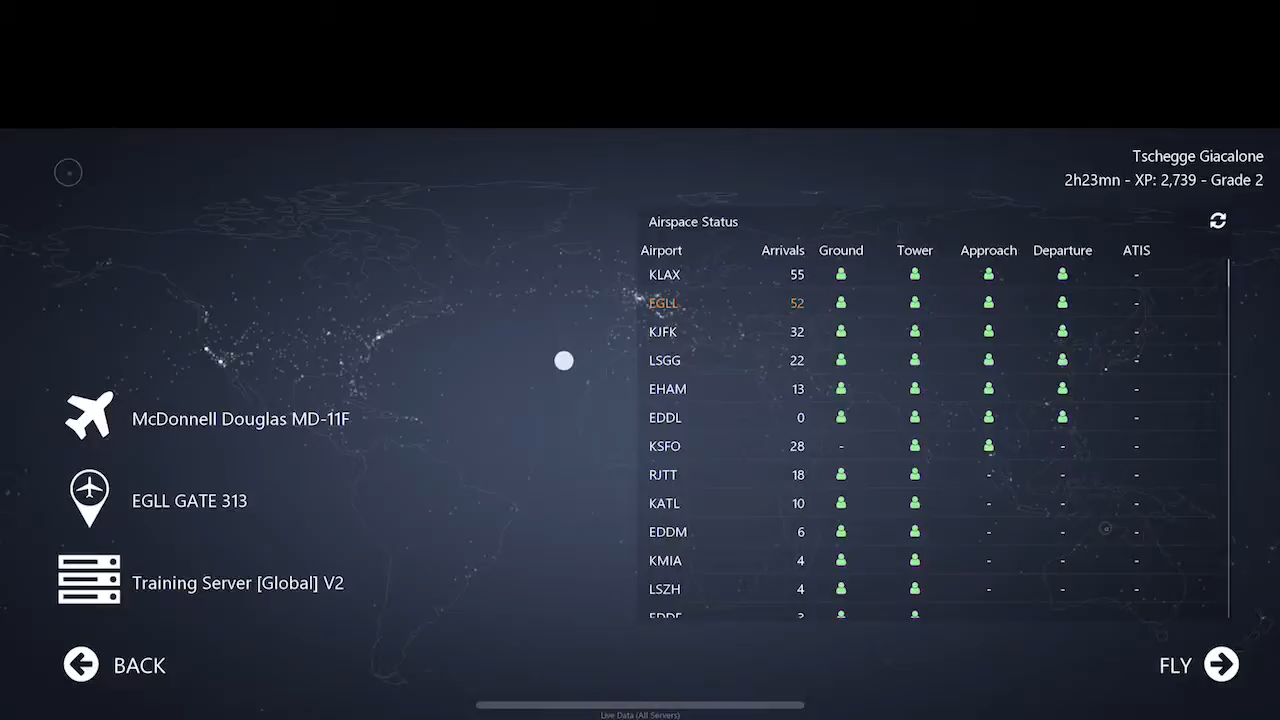 Tschegge Giacalone
2h23mn - XP: 2,739 - Grade 2
Airspace Status
Airport Arrivals Ground Tower Approach Departure ATIS
KLAX 55 -
EGLL 52 -
KJFK 32 -
LSGG 22 -
EHAM 13 -
EDDL 0 -
KSFO 28 - - -
RJTT 18 - - -
KATL 10 - - -
EDDM 6 - - -
KMIA 4 - - -
LSZH 4 - - -
McDonnell Douglas MD-11F
EGLL GATE 313
Training Server [Global] V2
BACK
FLY
Live Data (All Servers)